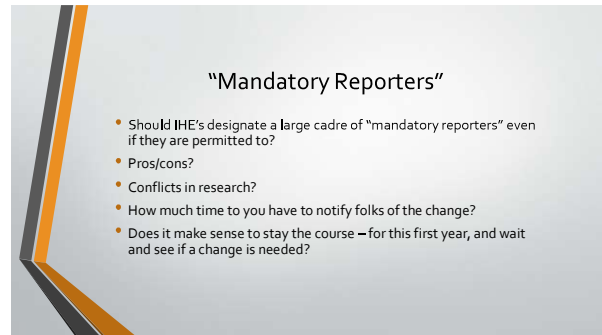 “Mandatory Reporters”
• Should IHE’s designate a large cadre of “mandatory reporters” even
if they are permitted to?
• Pros/cons?
• Conflicts in research?
• How much time to you have to notify folks of the change?
• Does it make sense to stay the course – for this first year, and wait
and see if a change is needed?